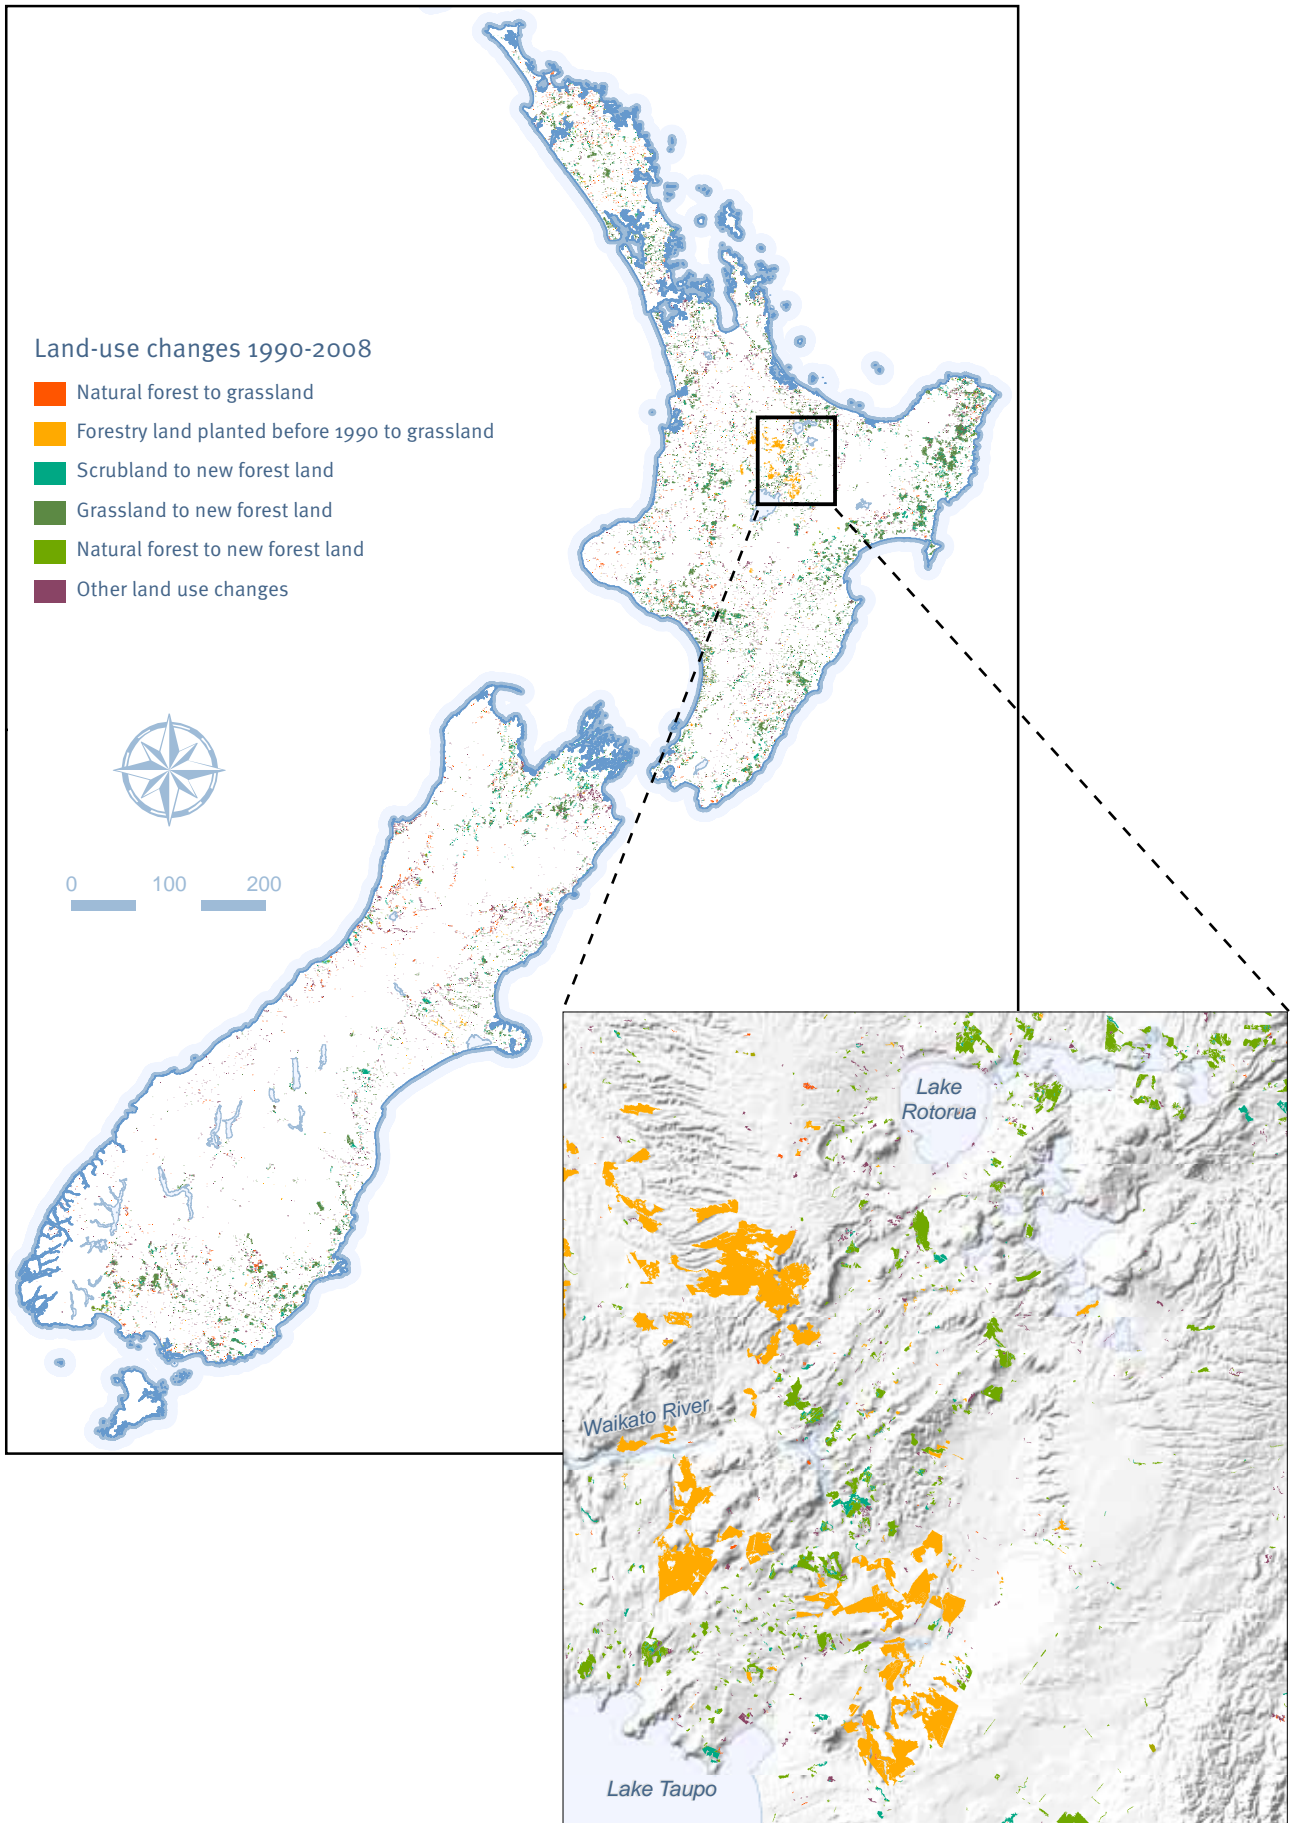 Land-use changes 1990-2008
Natural forest to grassland
Forestry land planted before 1990 to grassland
Scrubland to new forest land
Grassland to new forest land
Natural forest to new forest land
Other land use changes
0 100 200
Lake
Rotorua
Waikato River
Lake Taupo